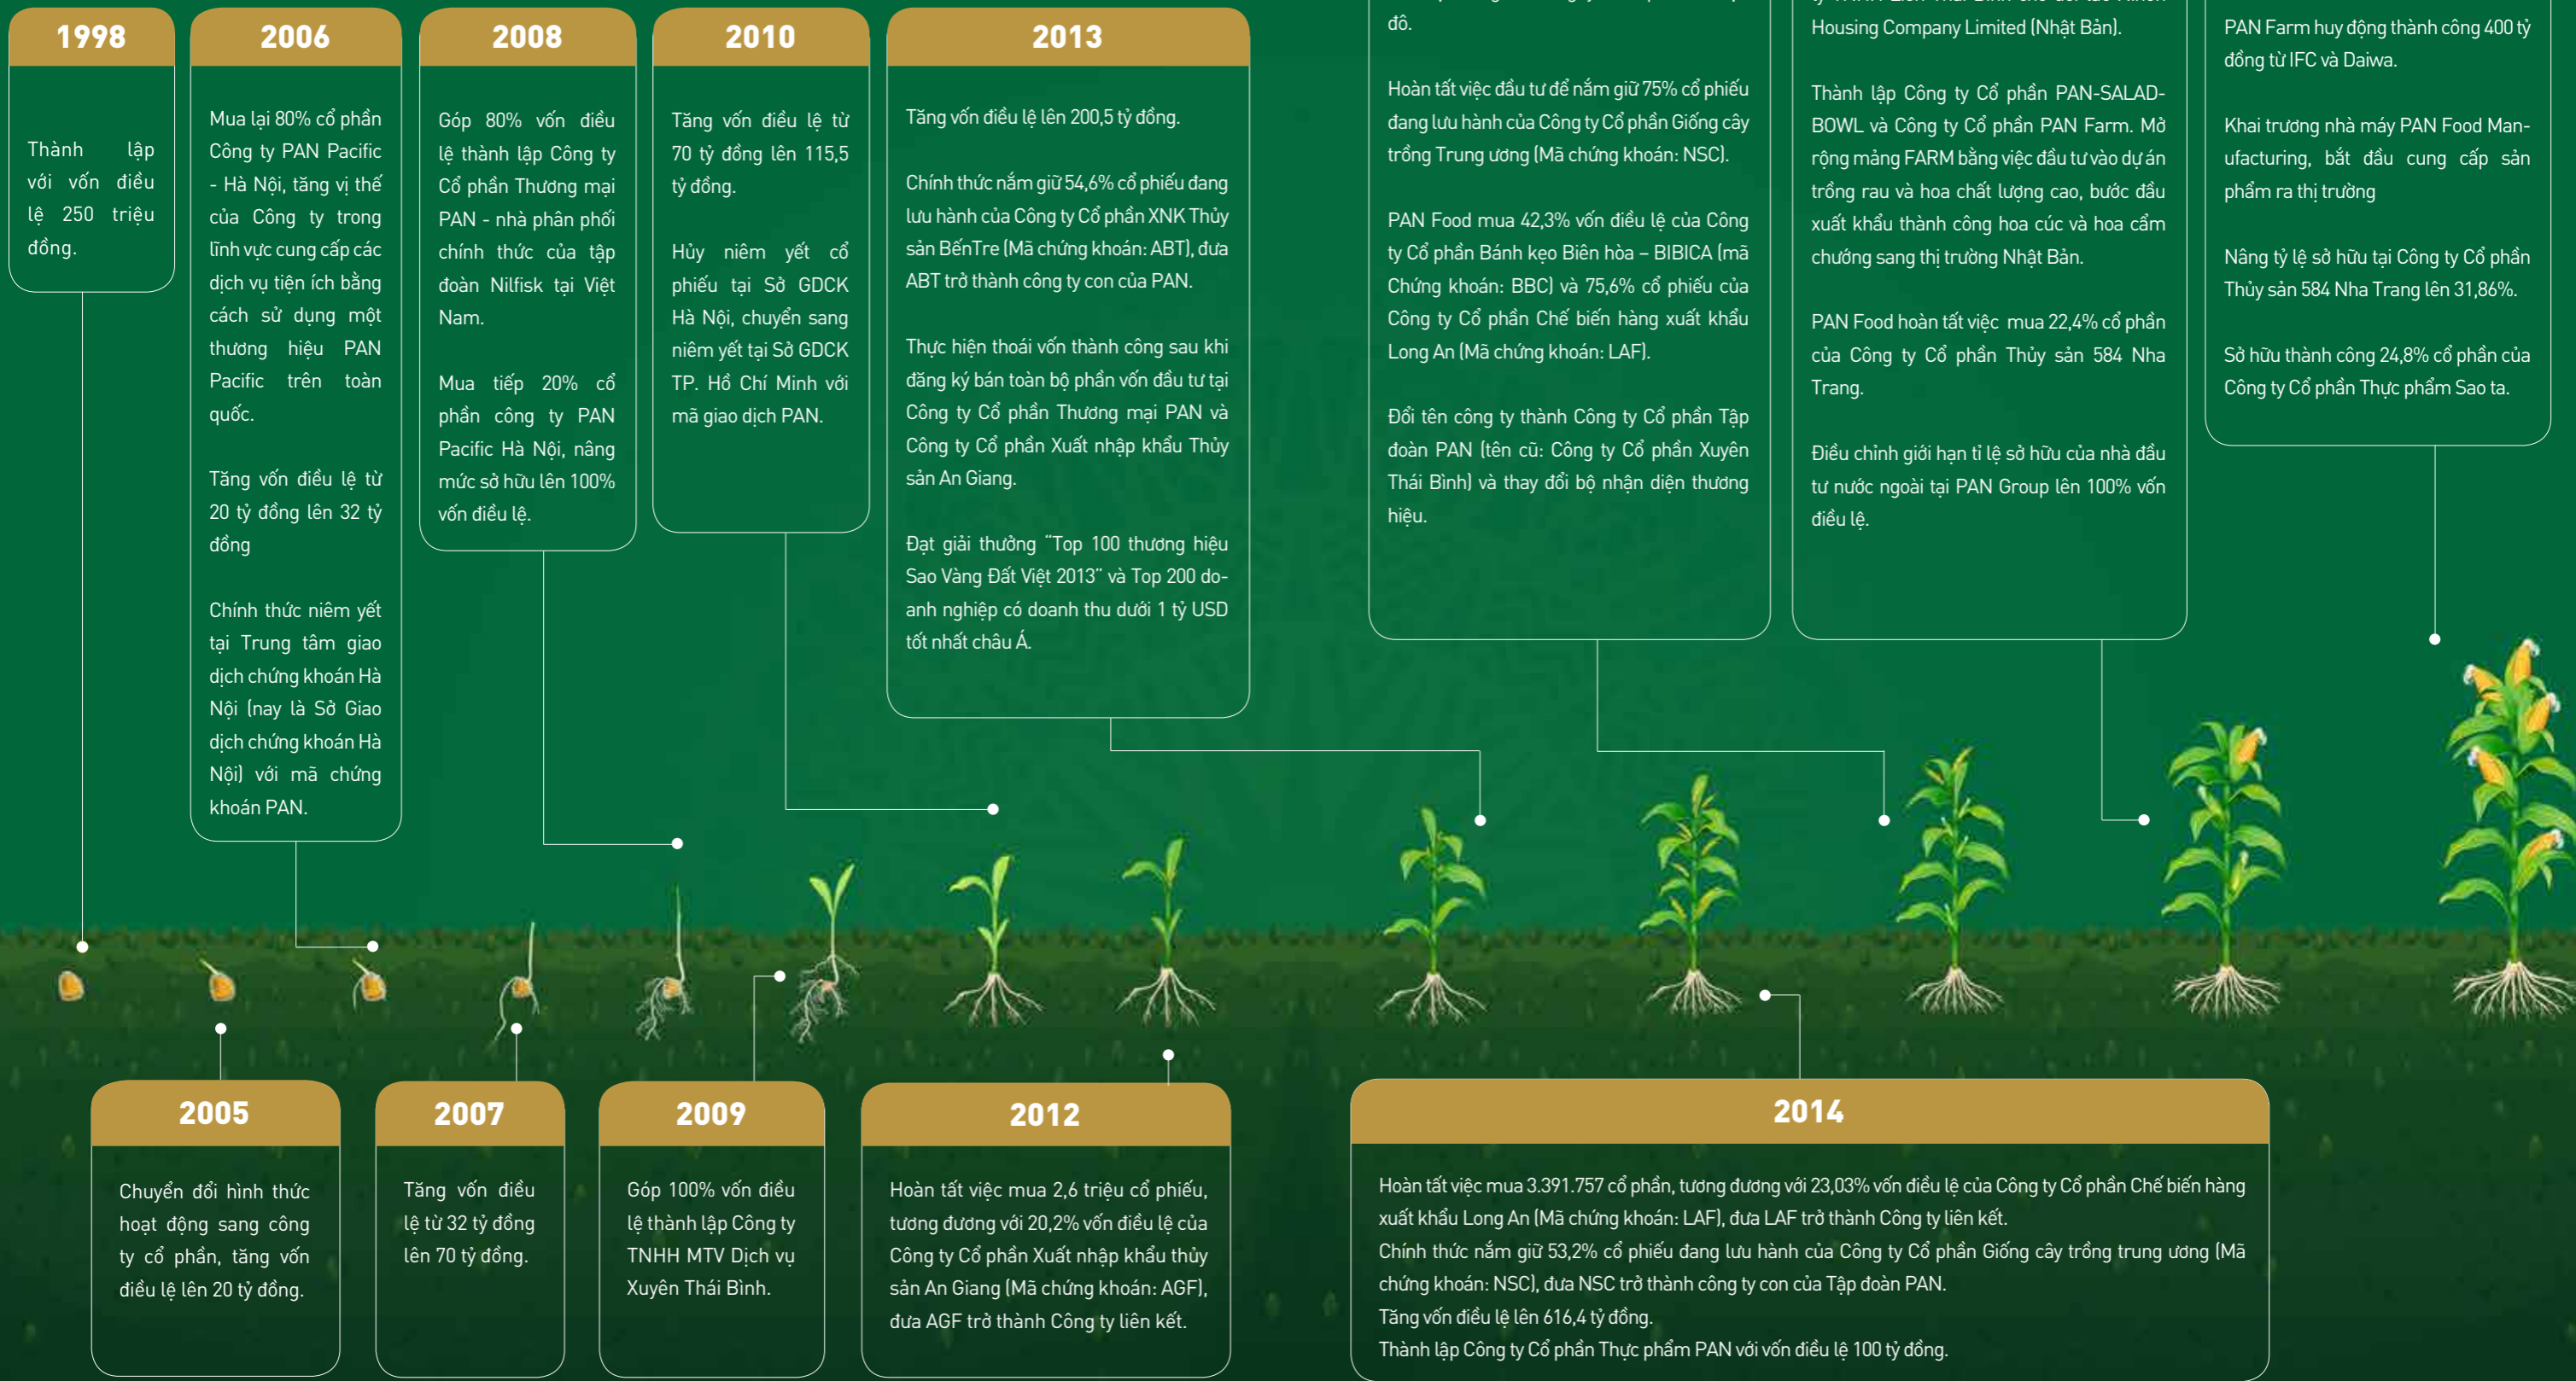 1998
Thành lập
với vốn điều
lệ 250 triệu
đồng.
2006
Mua lại 80% cổ phần
Công ty PAN Pacific
- Hà Nội, tăng vị thế
của Công ty trong
lĩnh vực cung cấp các
dịch vụ tiện ích bằng
cách sử dụng một
thương hiệu PAN
Pacific trên toàn
quốc.
Tăng vốn điều lệ từ
20 tỷ đồng lên 32 tỷ
đồng
Chính thức niêm yết
tại Trung tâm giao
dịch chứng khoán Hà
Nội (nay là Sở Giao
dịch chứng khoán Hà
Nội) với mã chứng
khoán PAN.
2008
Góp 80% vốn điều
lệ thành lập Công ty
Cổ phần Thương mại
PAN - nhà phân phối
chính thức của tập
đoàn Nilfisk tại Việt
Nam.
Mua tiếp 20% cổ
phần công ty PAN
Pacific Hà Nội, nâng
mức sở hữu lên 100%
vốn điều lệ.
2010
Tăng vốn điều lệ từ
70 tỷ đồng lên 115,5
tỷ đồng.
Hủy niêm yết cổ
phiếu tại Sở GDCK
Hà Nội, chuyển sang
niêm yết tại Sở GDCK
TP. Hồ Chí Minh với
mã giao dịch PAN.
2013
Tăng vốn điều lệ lên 200,5 tỷ đồng.
Chính thức nắm giữ 54,6% cổ phiếu đang
lưu hành của Công ty Cổ phần XNK Thủy
sản BếnTre (Mã chứng khoán: ABT), đưa
ABT trở thành công ty con của PAN.
Thực hiện thoái vốn thành công sau khi
đăng ký bán toàn bộ phần vốn đầu tư tại
Công ty Cổ phần Thương mại PAN và
Công ty Cổ phần Xuất nhập khẩu Thủy
sản An Giang.
Đạt giải thưởng “Top 100 thương hiệu
Sao Vàng Đất Việt 2013” và Top 200 do-
anh nghiệp có doanh thu dưới 1 tỷ USD
tốt nhất châu Á.
đô.
Hoàn tất việc đầu tư để nắm giữ 75% cổ phiếu
đang lưu hành của Công ty Cổ phần Giống cây
trồng Trung ương (Mã chứng khoán: NSC).
PAN Food mua 42,3% vốn điều lệ của Công
ty Cổ phần Bánh kẹo Biên hòa – BIBICA (mã
Chứng khoán: BBC) và 75,6% cổ phiếu của
Công ty Cổ phần Chế biến hàng xuất khẩu
Long An (Mã chứng khoán: LAF).
Đổi tên công ty thành Công ty Cổ phần Tập
đoàn PAN (tên cũ: Công ty Cổ phần Xuyên
Thái Bình) và thay đổi bộ nhận diện thương
hiệu.
Housing Company Limited (Nhật Bản).
Thành lập Công ty Cổ phần PAN-SALAD-
BOWL và Công ty Cổ phần PAN Farm. Mở
rộng mảng FARM bằng việc đầu tư vào dự án
trồng rau và hoa chất lượng cao, bước đầu
xuất khẩu thành công hoa cúc và hoa cẩm
chướng sang thị trường Nhật Bản.
PAN Food hoàn tất việc mua 22,4% cổ phần
của Công ty Cổ phần Thủy sản 584 Nha
Trang.
Điều chỉnh giới hạn tỉ lệ sở hữu của nhà đầu
tư nước ngoài tại PAN Group lên 100% vốn
điều lệ.
PAN Farm huy động thành công 400 tỷ
đồng từ IFC và Daiwa.
Khai trương nhà máy PAN Food Man-
ufacturing, bắt đầu cung cấp sản
phẩm ra thị trường
Nâng tỷ lệ sở hữu tại Công ty Cổ phần
Thủy sản 584 Nha Trang lên 31,86%.
Sở hữu thành công 24,8% cổ phần của
Công ty Cổ phần Thực phẩm Sao ta.
2005
Chuyển đổi hình thức
hoạt động sang công
ty cổ phần, tăng vốn
điều lệ lên 20 tỷ đồng.
2007
Tăng vốn điều
lệ từ 32 tỷ đồng
lên 70 tỷ đồng.
2009
Góp 100% vốn điều
lệ thành lập Công ty
TNHH MTV Dịch vụ
Xuyên Thái Bình.
2012
Hoàn tất việc mua 2,6 triệu cổ phiếu,
tương đương với 20,2% vốn điều lệ của
Công ty Cổ phần Xuất nhập khẩu thủy
sản An Giang (Mã chứng khoán: AGF),
đưa AGF trở thành Công ty liên kết.
2014
Hoàn tất việc mua 3.391.757 cổ phần, tương đương với 23,03% vốn điều lệ của Công ty Cổ phần Chế biến hàng
xuất khẩu Long An (Mã chứng khoán: LAF), đưa LAF trở thành Công ty liên kết.
Chính thức nắm giữ 53,2% cổ phiếu đang lưu hành của Công ty Cổ phần Giống cây trồng trung ương (Mã
chứng khoán: NSC), đưa NSC trở thành công ty con của Tập đoàn PAN.
Tăng vốn điều lệ lên 616,4 tỷ đồng.
Thành lập Công ty Cổ phần Thực phẩm PAN với vốn điều lệ 100 tỷ đồng.